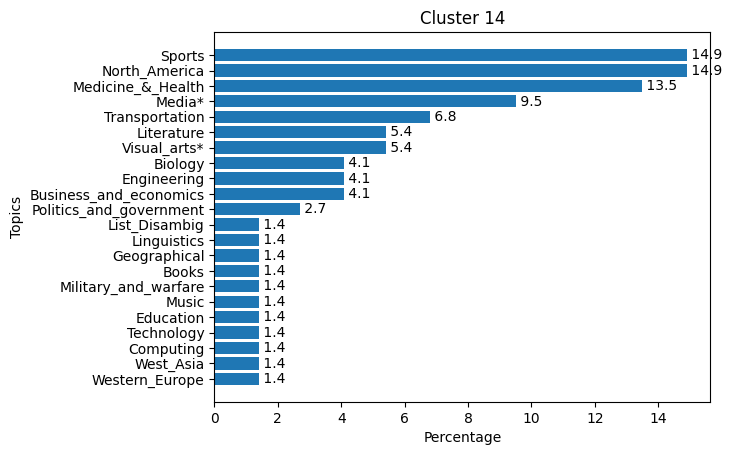 Cluster 14
Topics
Sports 14.9
North_America 14.9
Medicine_&_Health 13.5
Media* 9.5
Transportation 6.8
Literature 5.4
Visual_arts* 5.4
Biology 4.1
Engineering 4.1
Business_and_economics 4.1
Politics_and_government 2.7
List_Disambig 1.4
Linguistics 1.4
Geographical 1.4
Books 1.4
Military_and_warfare 1.4
Music 1.4
Education 1.4
Technology 1.4
Computing 1.4
West_Asia 1.4
Western_Europe 1.4
0 2 4 6 8 10 12 14
Percentage